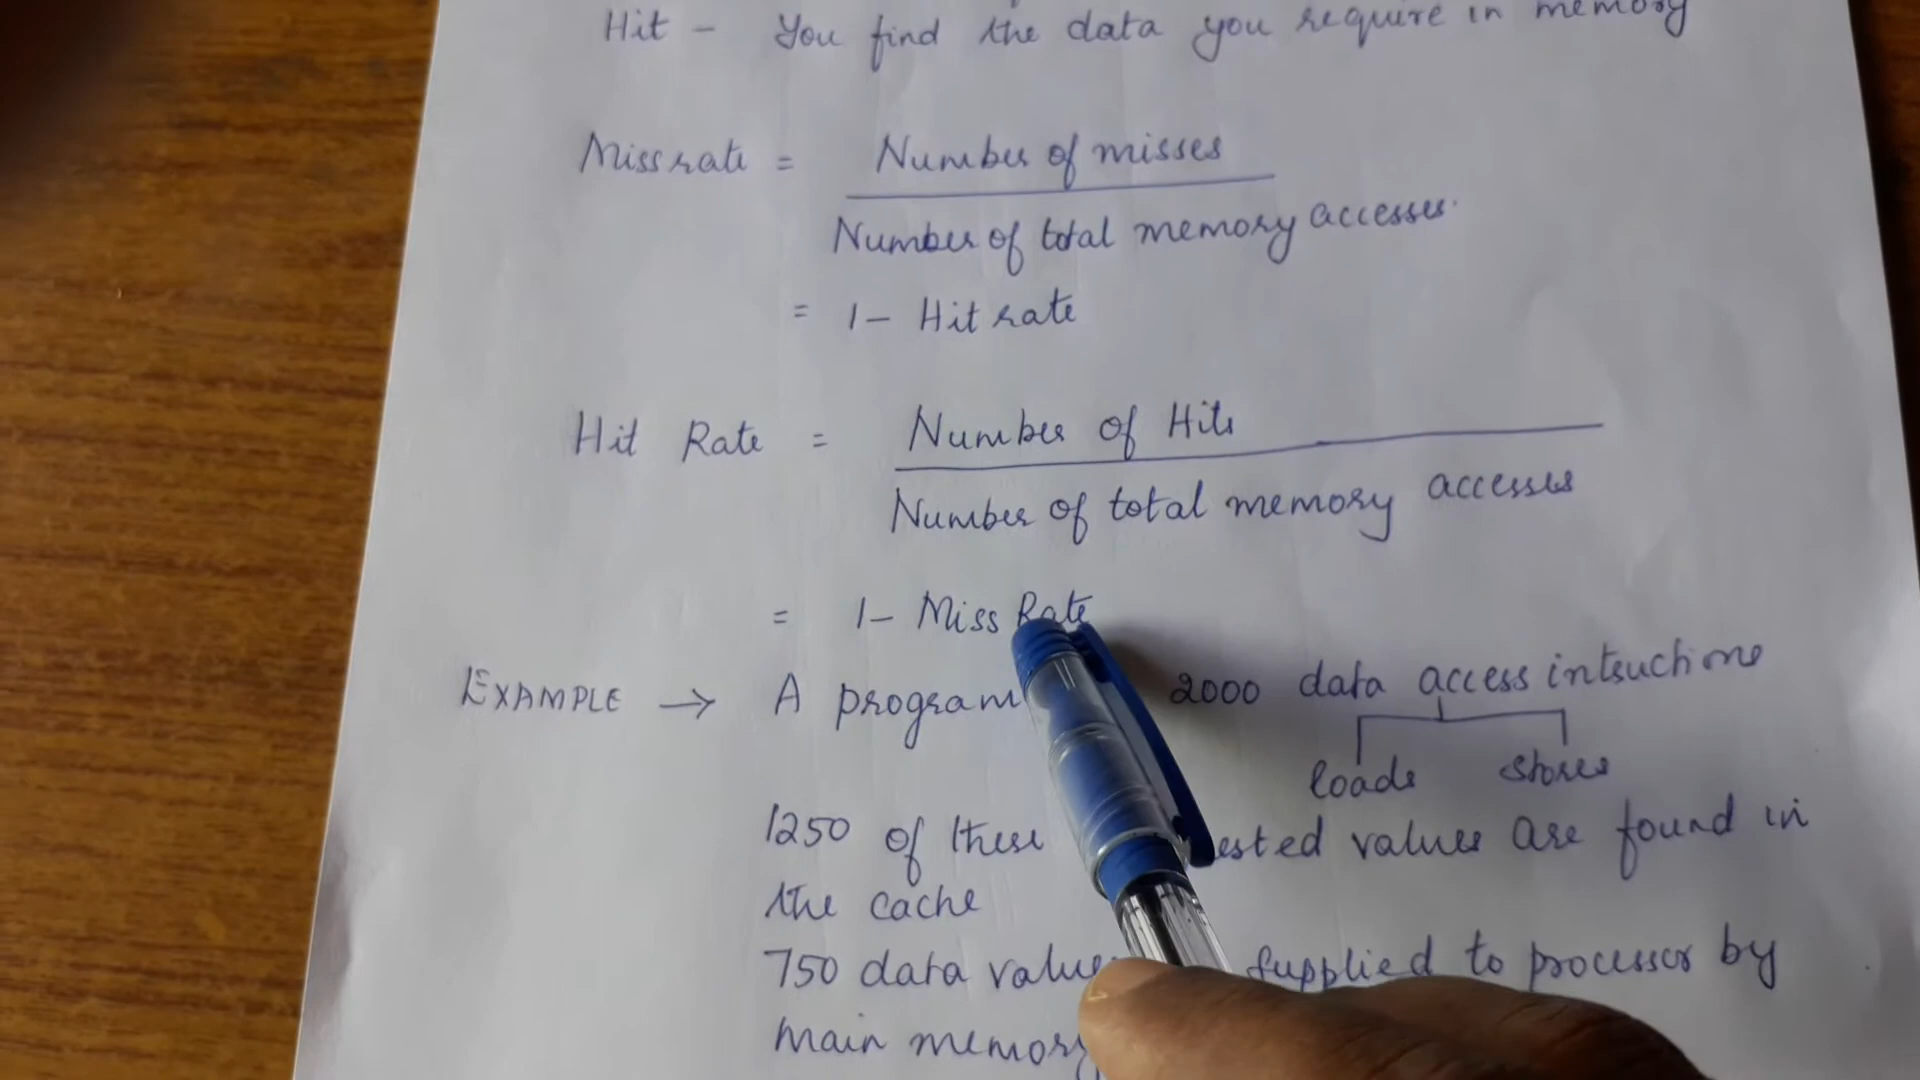 Hit - You find the data you require in memory
Miss rate = Number of misses
Number of total memory accesses.
= 1 - Hit rate
Hit Rate = Number of Hits
Number of total memory accesses
= 1 - Miss Rate
EXAMPLE → A program 2000 data access intsuctions
loads stores
1250 of these ested values are found in
the cache
750 data values supplied to processor by
main memory